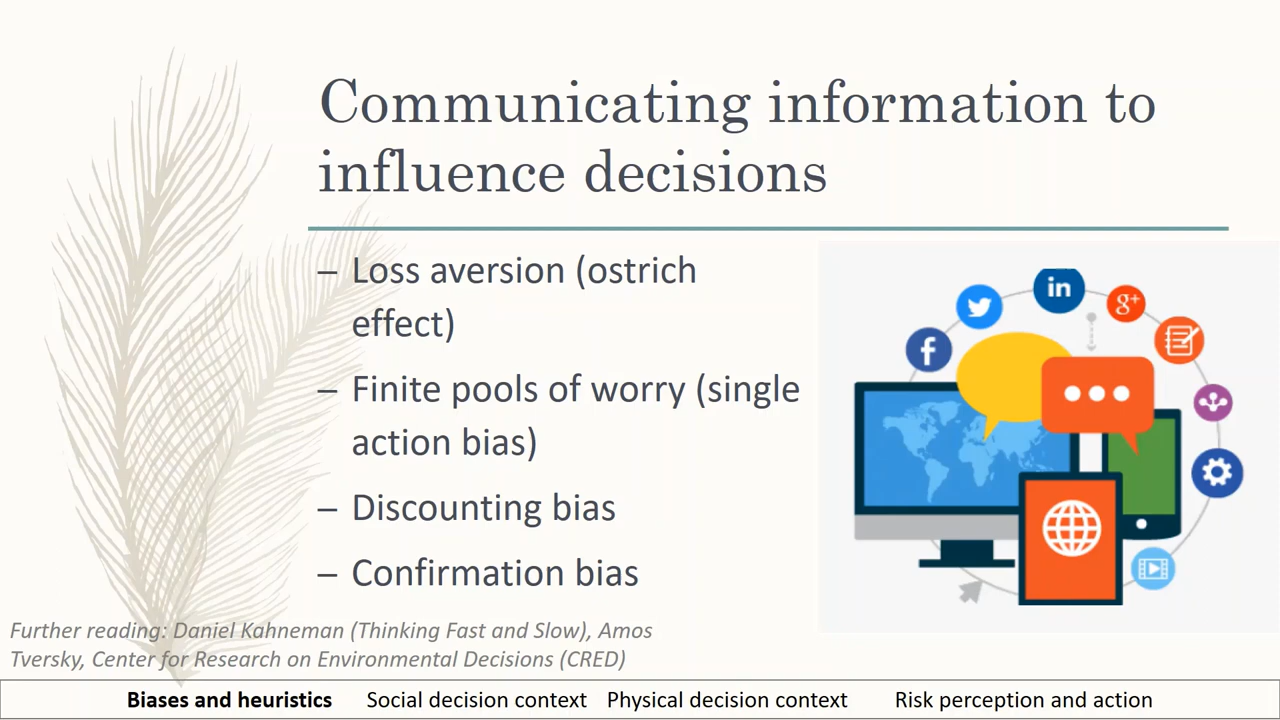 Communicating information to
influence decisions
– Loss aversion (ostrich
effect)
– Finite pools of worry (single
action bias)
– Discounting bias
– Confirmation bias
in
g+
f
Further reading: Daniel Kahneman (Thinking Fast and Slow), Amos
Tversky, Center for Research on Environmental Decisions (CRED)
Biases and heuristics Social decision context Physical decision context Risk perception and action